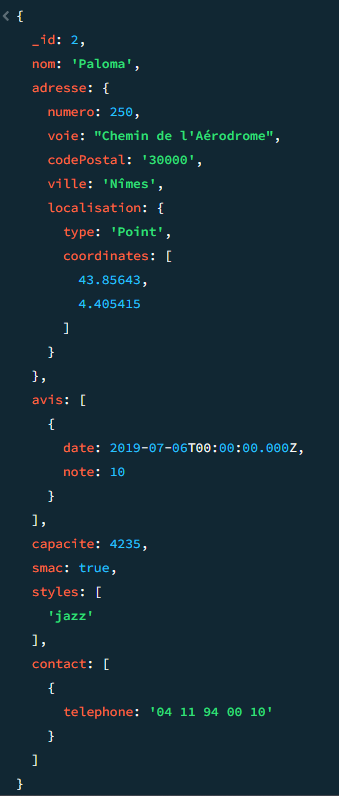 {
_id: 2,
nom: 'Paloma',
adresse: {
numero: 250,
voie: "Chemin de l'Aérodrome",
codePostal: '30000',
ville: 'Nîmes',
localisation: {
type: 'Point',
coordinates: [
43.85643,
4.405415
]
}
},
avis: [
{
date: 2019-07-06T00:00:00.000Z,
note: 10
}
],
capacite: 4235,
smac: true,
styles: [
'jazz'
],
contact: [
{
telephone: '04 11 94 00 10'
}
]
}